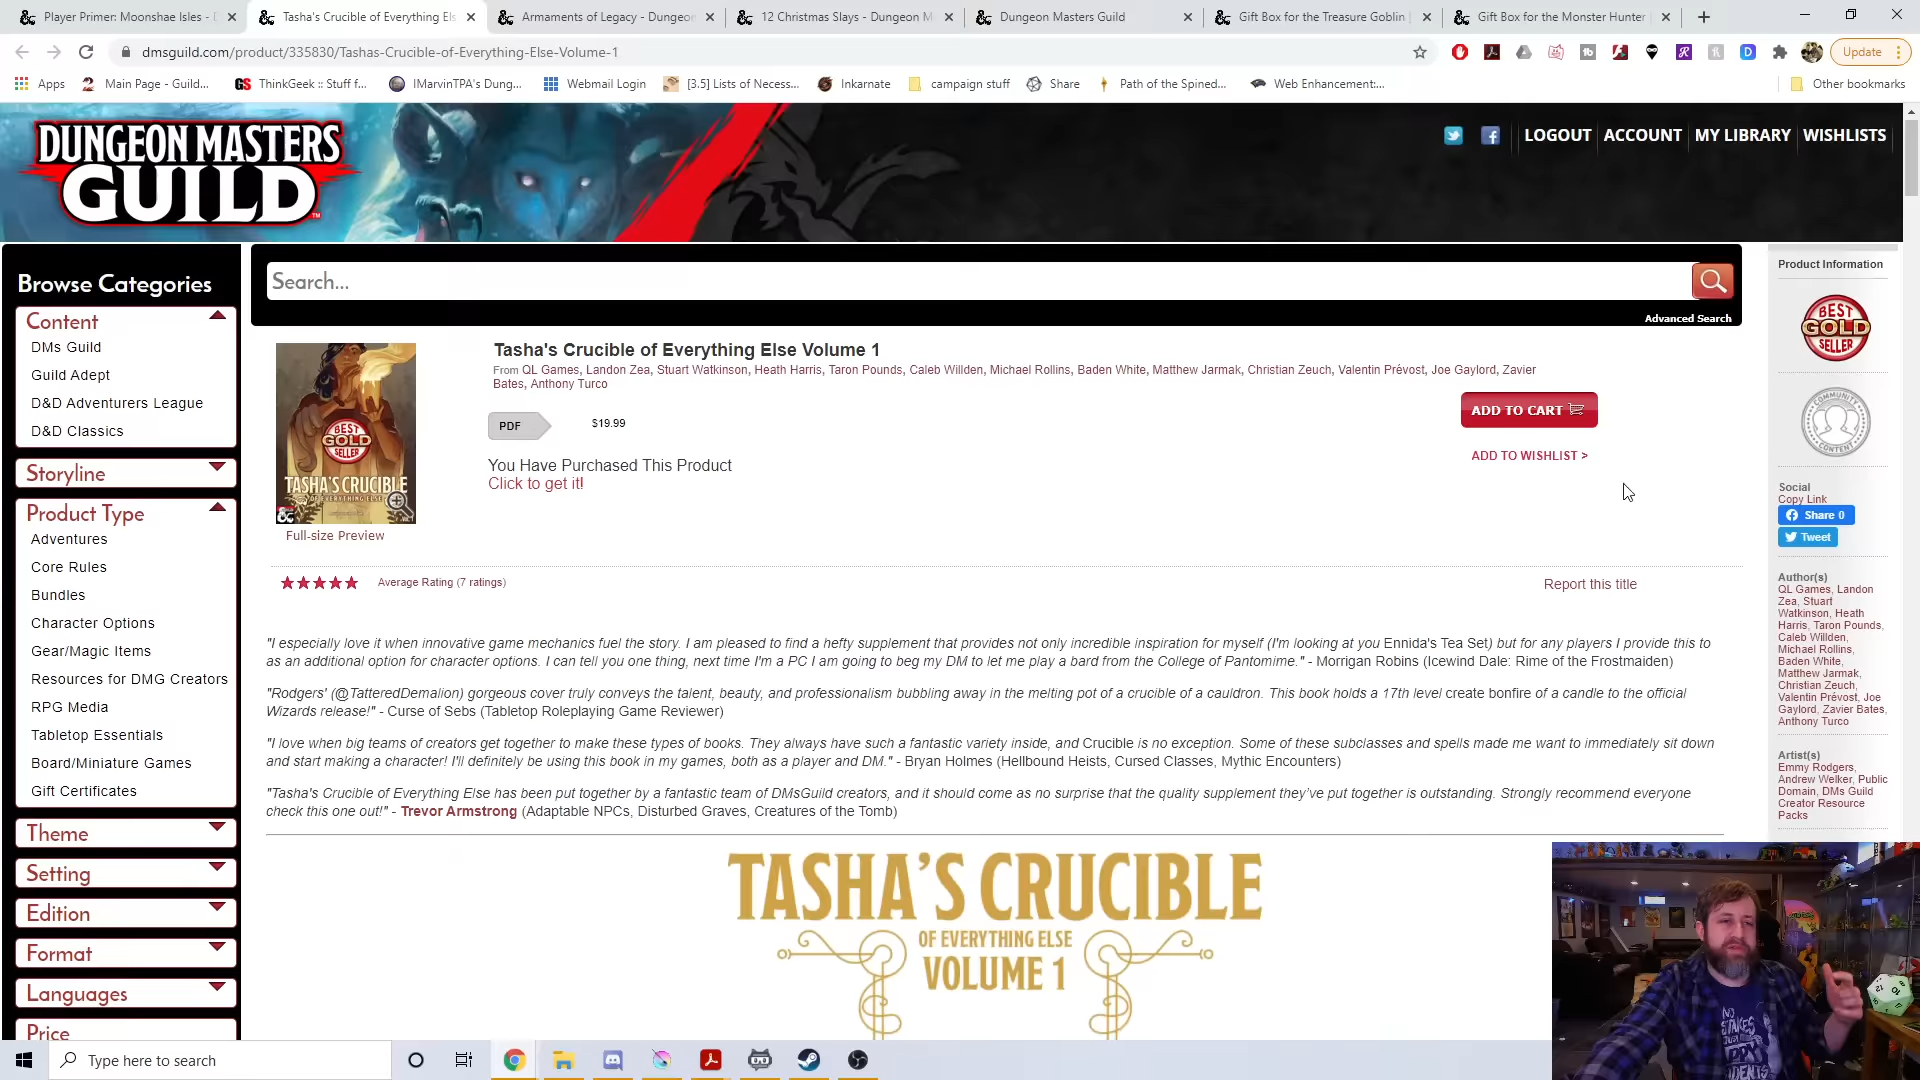 Player Primer: Moonshae Isles - D
Tasha's Crucible of Everything Els
Armaments of Legacy - Dungeon
12 Christmas Slays - Dungeon M
Dungeon Masters Guild
Gift Box for the Treasure Goblin |
Gift Box for the Monster Hunter |
dmsguild.com/product/335830/Tashas-Crucible-of-Everything-Else-Volume-1
Update
Apps
Main Page - Guild...
ThinkGeek :: Stuff f...
IMarvinTPA's Dung...
Webmail Login
[3.5] Lists of Necess...
Inkarnate
campaign stuff
Share
Path of the Spined...
Web Enhancement:...
Other bookmarks
DUNGEON MASTERS
GUILD
LOGOUT ACCOUNT MY LIBRARY WISHLISTS
Browse Categories
Content
DMs Guild
Guild Adept
D&D Adventurers League
D&D Classics
Storyline
Product Type
Adventures
Core Rules
Bundles
Character Options
Gear/Magic Items
Resources for DMG Creators
RPG Media
Tabletop Essentials
Board/Miniature Games
Gift Certificates
Theme
Setting
Edition
Format
Languages
Price
Search...
Advanced Search
BEST
GOLD
SELLER
TASHA'S CRUCIBLE
OF EVERYTHING ELSE
Full-size Preview
Tasha's Crucible of Everything Else Volume 1
From QL Games, Landon Zea, Stuart Watkinson, Heath Harris, Taron Pounds, Caleb Willden, Michael Rollins, Baden White, Matthew Jarmak, Christian Zeuch, Valentin Prévost, Joe Gaylord, Zavier
Bates, Anthony Turco
PDF
$19.99
You Have Purchased This Product
Click to get it!
ADD TO CART
ADD TO WISHLIST >
Average Rating (7 ratings)
Report this title
"I especially love it when innovative game mechanics fuel the story. I am pleased to find a hefty supplement that provides not only incredible inspiration for myself (I'm looking at you Ennida's Tea Set) but for any players I provide this to
as an additional option for character options. I can tell you one thing, next time I'm a PC I am going to beg my DM to let me play a bard from the College of Pantomime." - Morrigan Robins (Icewind Dale: Rime of the Frostmaiden)
"Rodgers' (@TatteredDemalion) gorgeous cover truly conveys the talent, beauty, and professionalism bubbling away in the melting pot of a crucible of a cauldron. This book holds a 17th level create bonfire of a candle to the official
Wizards release!" - Curse of Sebs (Tabletop Roleplaying Game Reviewer)
"I love when big teams of creators get together to make these types of books. They always have such a fantastic variety inside, and Crucible is no exception. Some of these subclasses and spells made me want to immediately sit down
and start making a character! I'll definitely be using this book in my games, both as a player and DM." - Bryan Holmes (Hellbound Heists, Cursed Classes, Mythic Encounters)
"Tasha's Crucible of Everything Else has been put together by a fantastic team of DMsGuild creators, and it should come as no surprise that the quality supplement they've put together is outstanding. Strongly recommend everyone
check this one out!" - Trevor Armstrong (Adaptable NPCs, Disturbed Graves, Creatures of the Tomb)
TASHA'S CRUCIBLE
OF EVERYTHING ELSE
VOLUME 1
Product Information
BEST
GOLD
SELLER
COMMUNITY
CONTENT
Social
Copy Link
Share 0
Tweet
Author(s)
QL Games, Landon
Zea, Stuart
Watkinson, Heath
Harris, Taron Pounds,
Caleb Willden,
Michael Rollins,
Baden White,
Matthew Jarmak,
Christian Zeuch,
Valentin Prévost, Joe
Gaylord, Zavier Bates,
Anthony Turco
Artist(s)
Emmy Rodgers,
Andrew Welker, Public
Domain, DMs Guild
Creator Resource
Packs
NO
STAKES
Type here to search